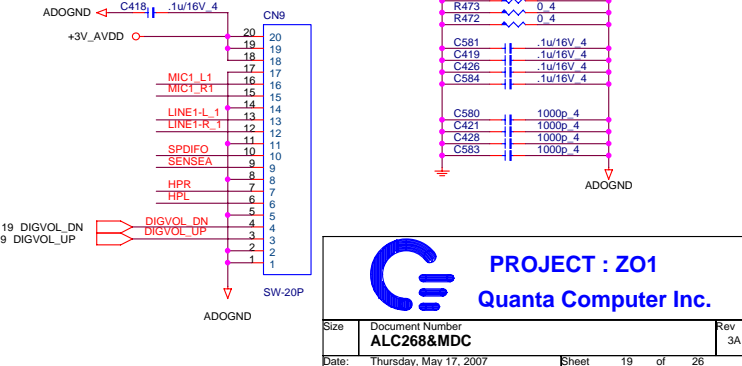 ADOGND
C418
.1u/16V_4
+3V_AVDD
CN9
20 20
19 19
18 18
17 17
MIC1_L1 16 16
MIC1_R1 15 15
14 14
LINE1-L_1 13 13
LINE1-R_1 12 12
11 11
SPDIFO 10 10
SENSEA 9 9
8 8
HPR 7 7
HPL 6 6
5 5
19 DIGVOL_DN DIGVOL_DN 4 4
9 DIGVOL_UP DIGVOL_UP 3 3
2 2
1 1
SW-20P
ADOGND
R473 0_4
R472 0_4
C581 .1u/16V_4
C419 .1u/16V_4
C426 .1u/16V_4
C584 .1u/16V_4
C580 1000p_4
C421 1000p_4
C428 1000p_4
C583 1000p_4
ADOGND
PROJECT : ZO1
Quanta Computer Inc.
Size Document Number Rev
ALC268&MDC 3A
Date: Thursday, May 17, 2007 Sheet 19 of 26